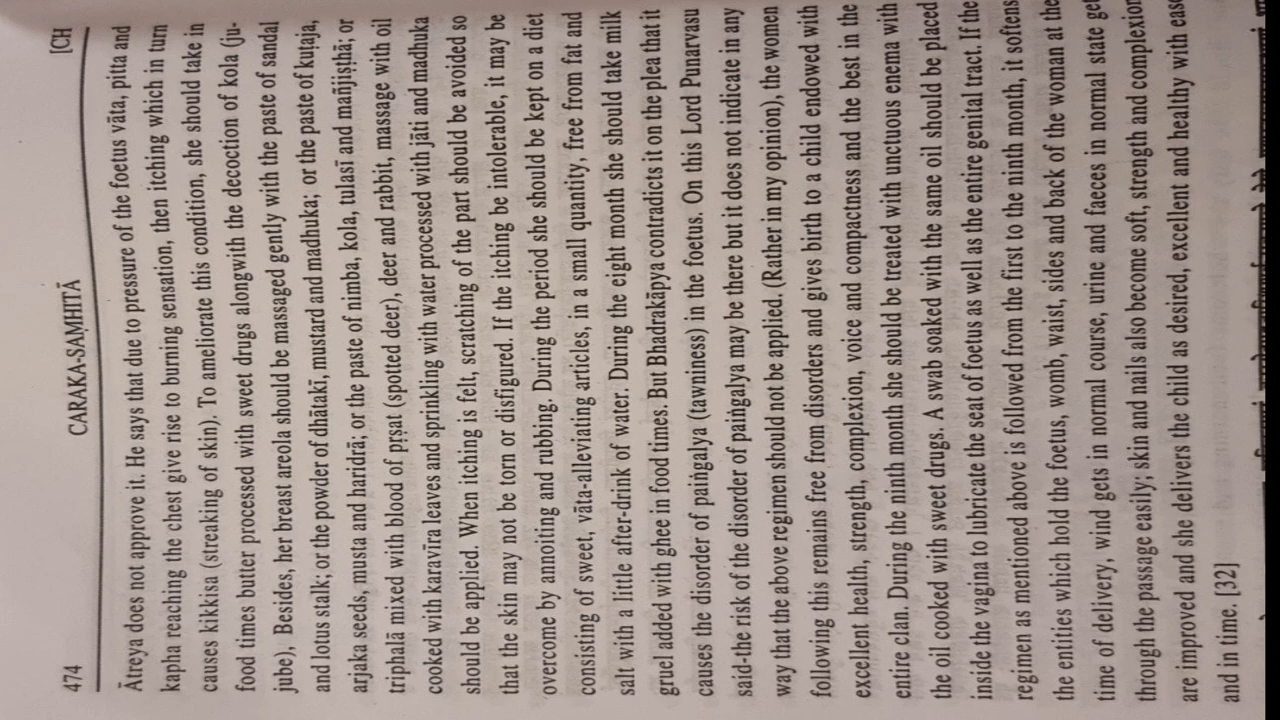 474 CARAKA-SAṂHITĀ [CH
Ātreya does not approve it. He says that due to pressure of the foetus vāta, pitta and
kapha reaching the chest give rise to burning sensation, then itching which in turn
causes kikkisa (streaking of skin). To ameliorate this condition, she should take in
food times butter processed with sweet drugs alongwith the decoction of kola (ju-
jube), Besides, her breast areola should be massaged gently with the paste of sandal
and lotus stalk; or the powder of dhātakī, mustard and madhuka; or the paste of kuṭaja,
arjaka seeds, musta and haridrā; or the paste of nimba, kola, tulasī and mañjiṣṭhā; or
triphalā mixed with blood of pṛṣat (spotted deer), deer and rabbit, massage with oil
cooked with karavīra leaves and sprinkling with water processed with jāti and madhuka
should be applied. When itching is felt, scratching of the part should be avoided so
that the skin may not be torn or disfigured. If the itching be intolerable, it may be
overcome by annoiting and rubbing. During the period she should be kept on a diet
consisting of sweet, vāta-alleviating articles, in a small quantity, free from fat and
salt with a little after-drink of water. During the eight month she should take milk
gruel added with ghee in food times. But Bhadrakāpya contradicts it on the plea that it
causes the disorder of paiṅgalya (tawniness) in the foetus. On this Lord Punarvasu
said-the risk of the disorder of paiṅgalya may be there but it does not indicate in any
way that the above regimen should not be applied. (Rather in my opinion), the women
following this remains free from disorders and gives birth to a child endowed with
excellent health, strength, complexion, voice and compactness and the best in the
entire clan. During the ninth month she should be treated with unctuous enema with
the oil cooked with sweet drugs. A swab soaked with the same oil should be placed
inside the vagina to lubricate the seat of foetus as well as the entire genital tract. If the
regimen as mentioned above is followed from the first to the ninth month, it softens
the entities which hold the foetus, womb, waist, sides and back of the woman at the
time of delivery, wind gets in normal course, urine and faeces in normal state get
through the passage easily; skin and nails also become soft, strength and complexion
are improved and she delivers the child as desired, excellent and healthy with ease
and in time. [32]